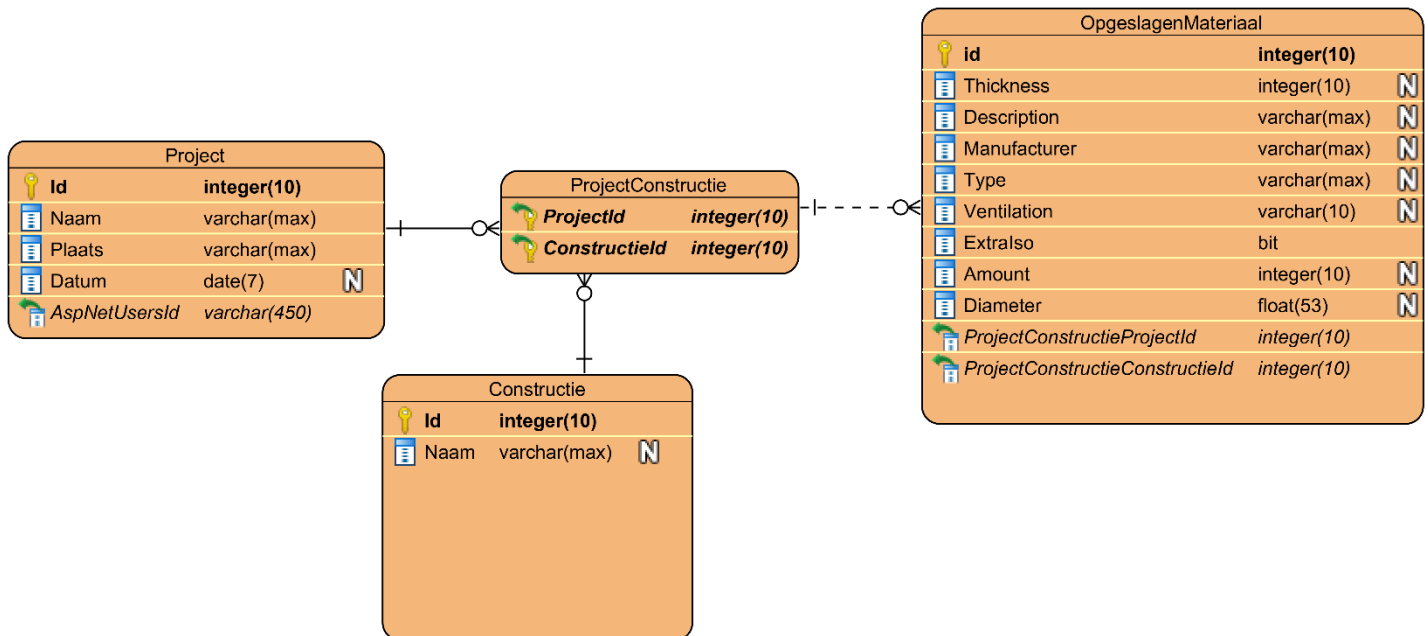 Project
Id integer(10)
Naam varchar(max)
Plaats varchar(max)
Datum date(7) N
AspNetUsersId varchar(450)
ProjectConstructie
ProjectId integer(10)
ConstructieId integer(10)
Constructie
Id integer(10)
Naam varchar(max) N
OpgeslagenMateriaal
id integer(10)
Thickness integer(10) N
Description varchar(max) N
Manufacturer varchar(max) N
Type varchar(max) N
Ventilation varchar(10) N
ExtraIso bit
Amount integer(10) N
Diameter float(53) N
ProjectConstructieProjectId integer(10)
ProjectConstructieConstructieId integer(10)